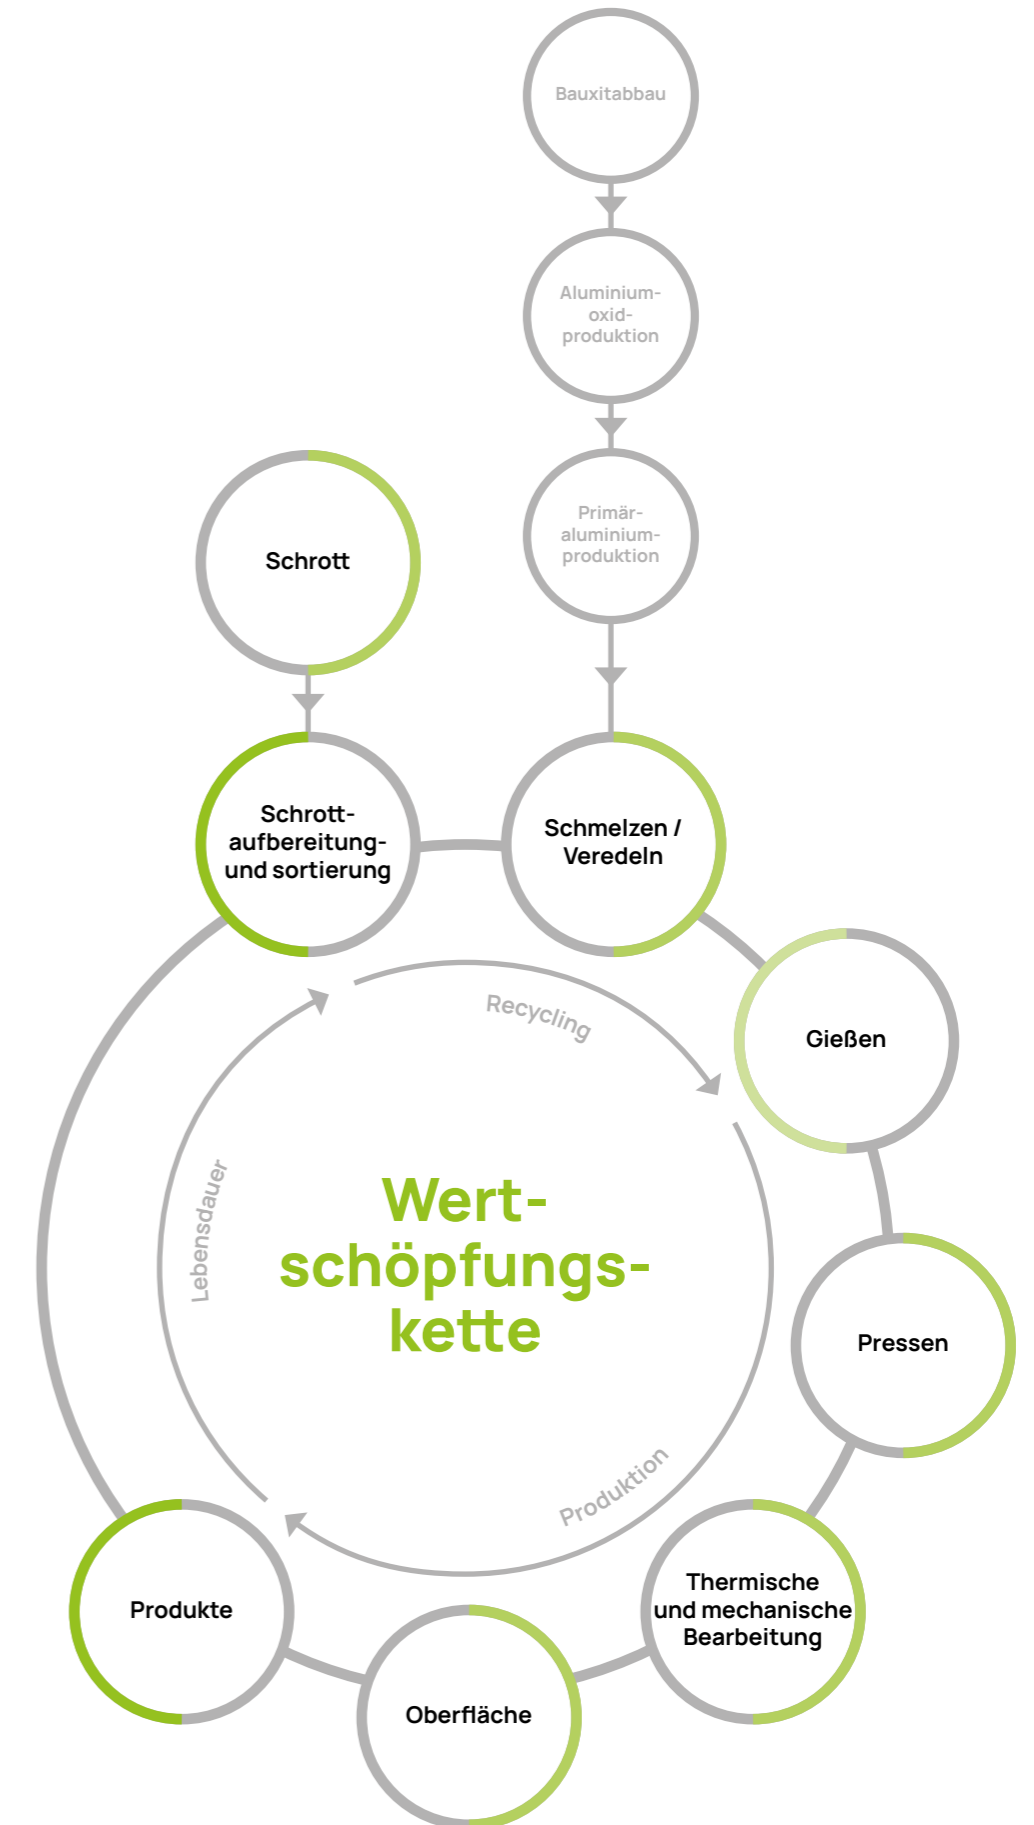 Bauxitabbau
Aluminium-
oxid-
produktion
Primär-
aluminium-
produktion
Schrott
Schrott-
aufbereitung-
und sortierung
Schmelzen /
Veredeln
Gießen
Pressen
Thermische
und mechanische
Bearbeitung
Oberfläche
Produkte
Recycling
Produktion
Lebensdauer
Wert-
schöpfungs-
kette